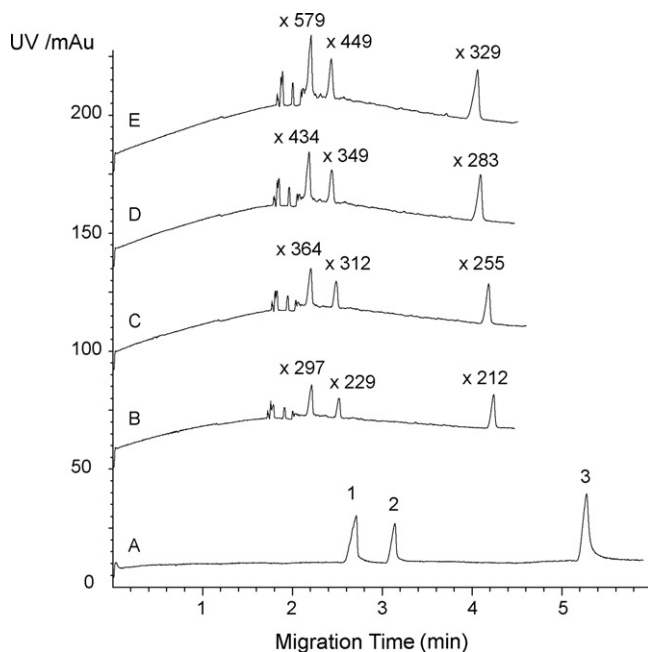 UV /mAu
x 579
x 449
x 329
200
E
x 434
x 349
x 283
150
D
x 364
x 312
x 255
100
C
x 297
x 229
x 212
B
50
1
2
3
A
0
1 2 3 4 5
Migration Time (min)